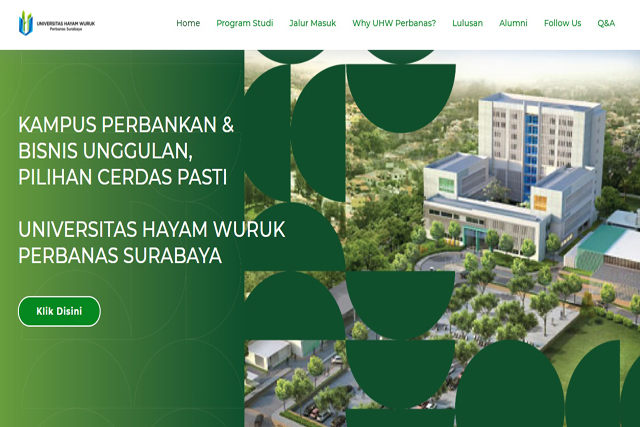 UNIVERSITAS HAYAM WURUK
Perbanas Surabaya
Home
Program Studi
Jalur Masuk
Why UHW Perbanas?
Lulusan
Alumni
Follow Us
Q&A
KAMPUS PERBANKAN &
BISNIS UNGGULAN,
PILIHAN CERDAS PASTI
UNIVERSITAS HAYAM WURUK
PERBANAS SURABAYA
Klik Disini